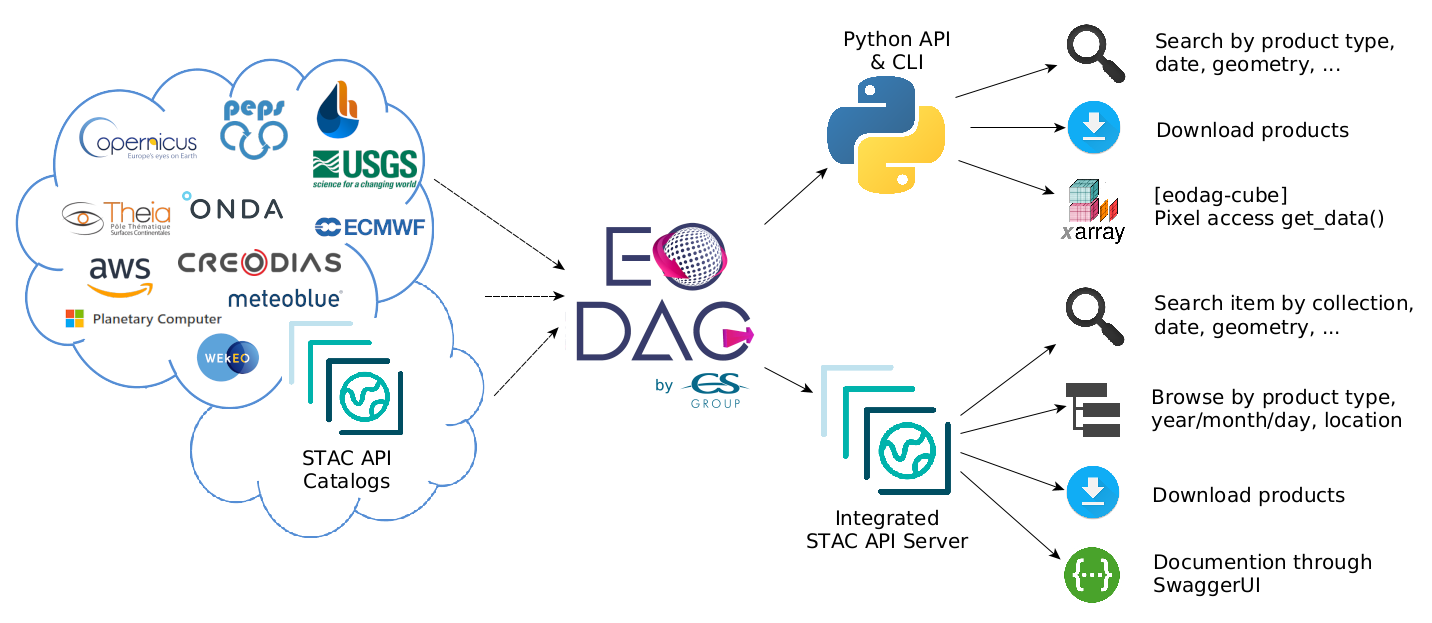 Copernicus
Europe's eyes on Earth
peps
USGS
science for a changing world
Theia
Pôle Thématique
Surfaces Continentales
ONDA
ECMWF
aws
CREODIAS
meteoblue®
Planetary Computer
WEkEO
STAC API
Catalogs
EO
DAG
by CS
GROUP
Python API
& CLI
Search by product type,
date, geometry, ...
Download products
[eodag-cube]
Pixel access get_data()
xarray
Integrated
STAC API Server
Search item by collection,
date, geometry, ...
Browse by product type,
year/month/day, location
Download products
{...}
Documention through
SwaggerUI